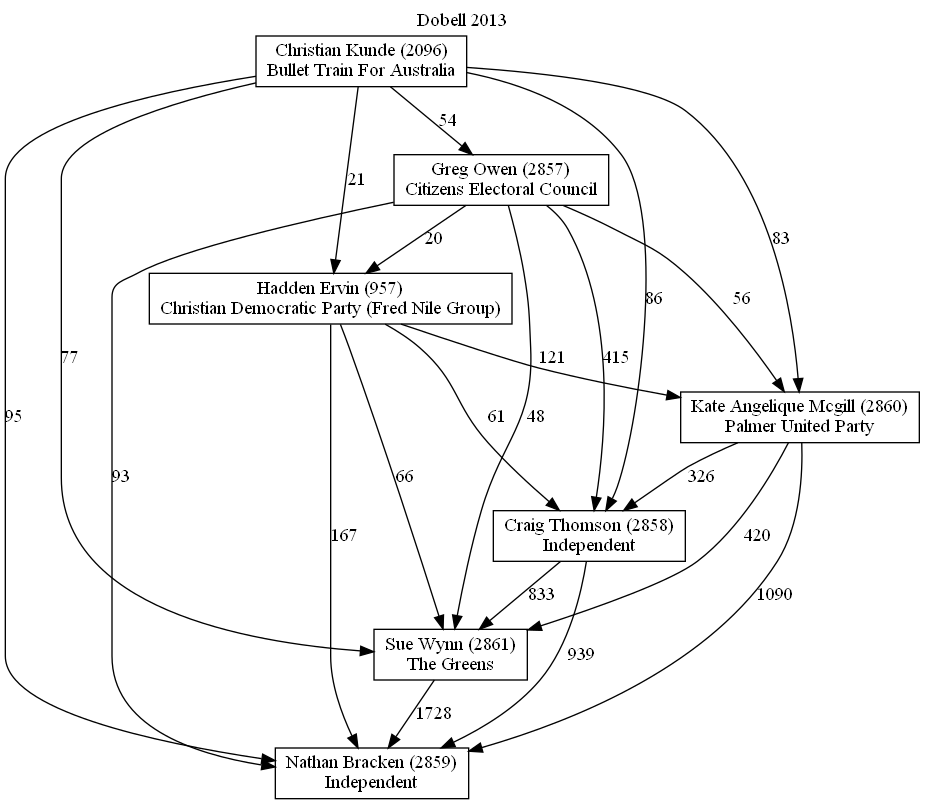 Dobell 2013
Christian Kunde (2096)
Bullet Train For Australia
54
Greg Owen (2857)
Citizens Electoral Council
21
20
83
Hadden Ervin (957)
Christian Democratic Party (Fred Nile Group)
86
56
77
121
415
Kate Angelique Mcgill (2860)
Palmer United Party
95
61
48
93
66
326
Craig Thomson (2858)
Independent
167
420
833
1090
Sue Wynn (2861)
The Greens
939
1728
Nathan Bracken (2859)
Independent